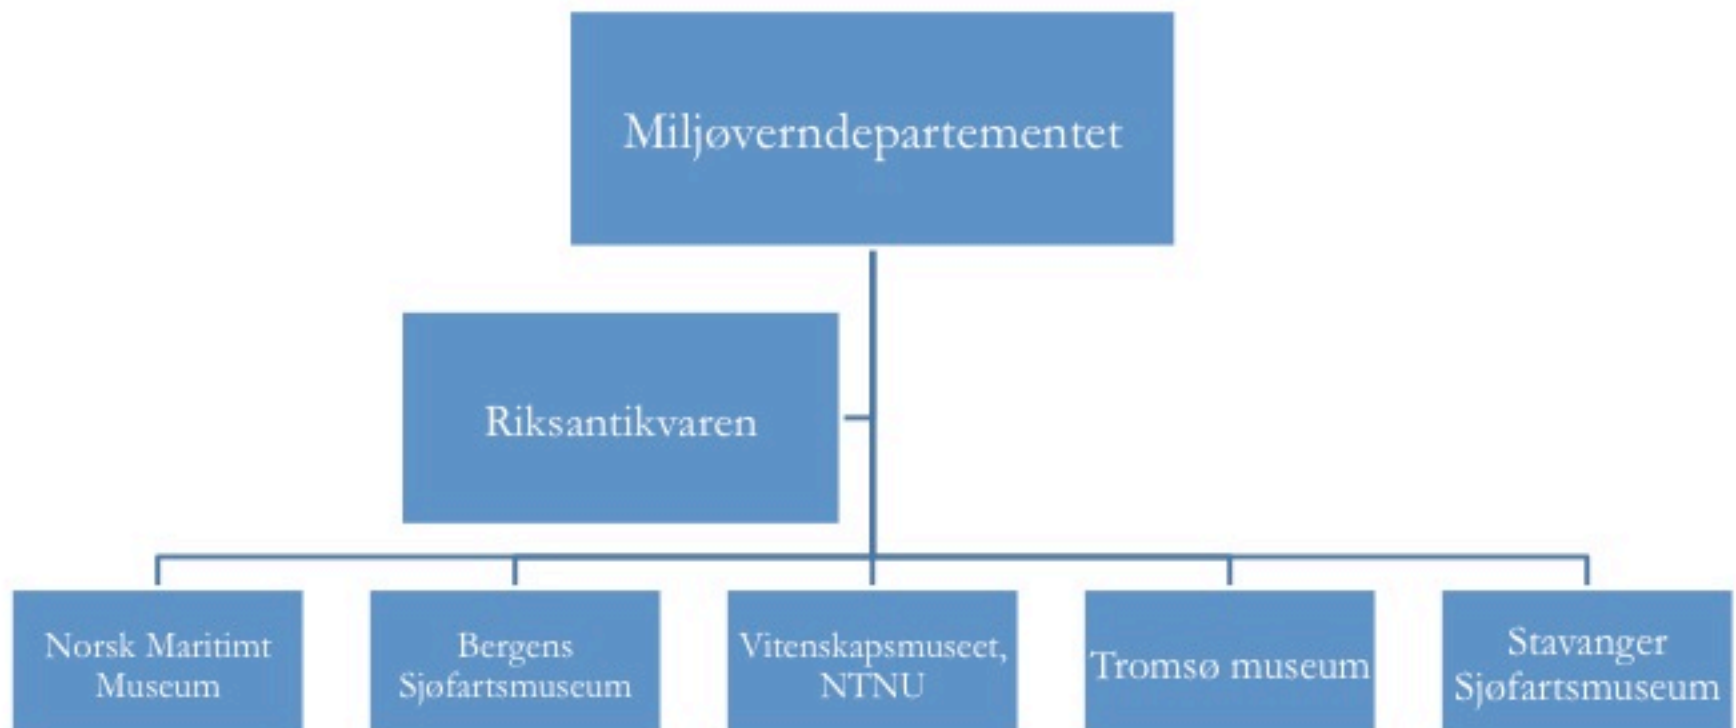 Miljøverndepartementet
Riksantikvaren
Norsk Maritimt
Museum
Bergens
Sjøfartsmuseum
Vitenskapsmuseet,
NTNU
Tromsø museum
Stavanger
Sjøfartsmuseum